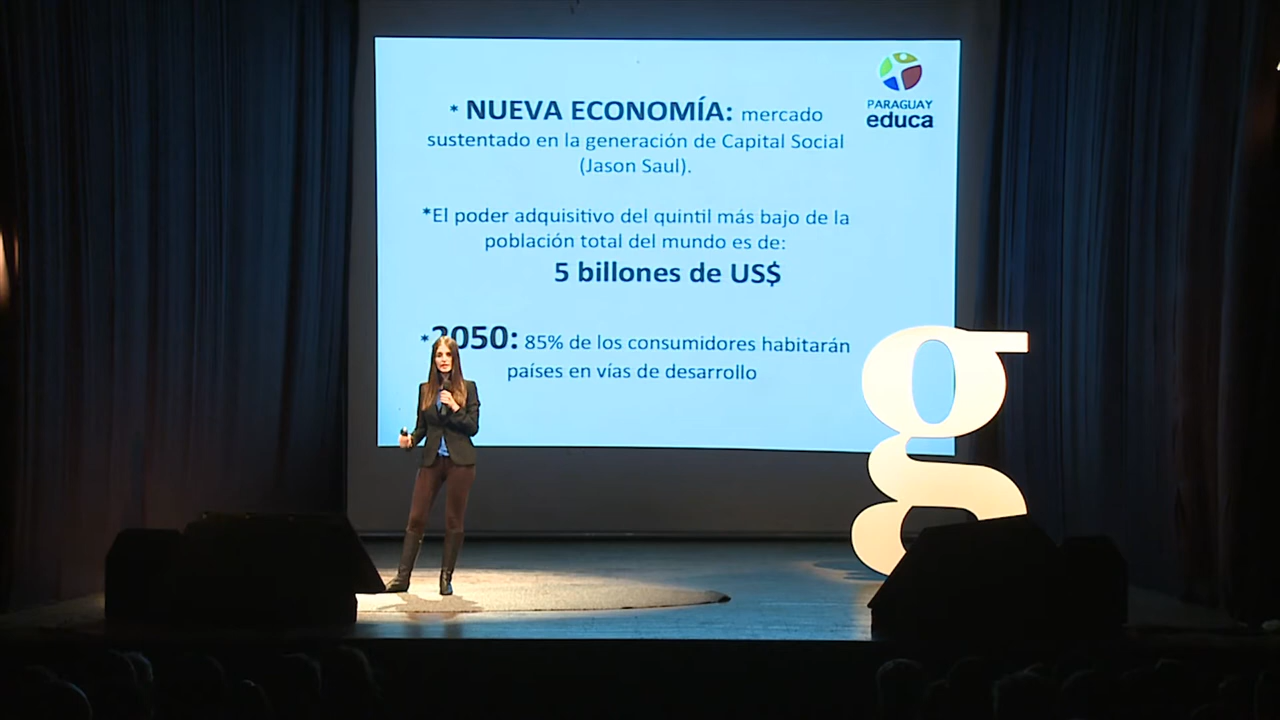 PARAGUAY
educa
* NUEVA ECONOMÍA: mercado
sustentado en la generación de Capital Social
(Jason Saul).
*El poder adquisitivo del quintil más bajo de la
población total del mundo es de:
5 billones de US$
*2050: 85% de los consumidores habitarán
países en vías de desarrollo
g